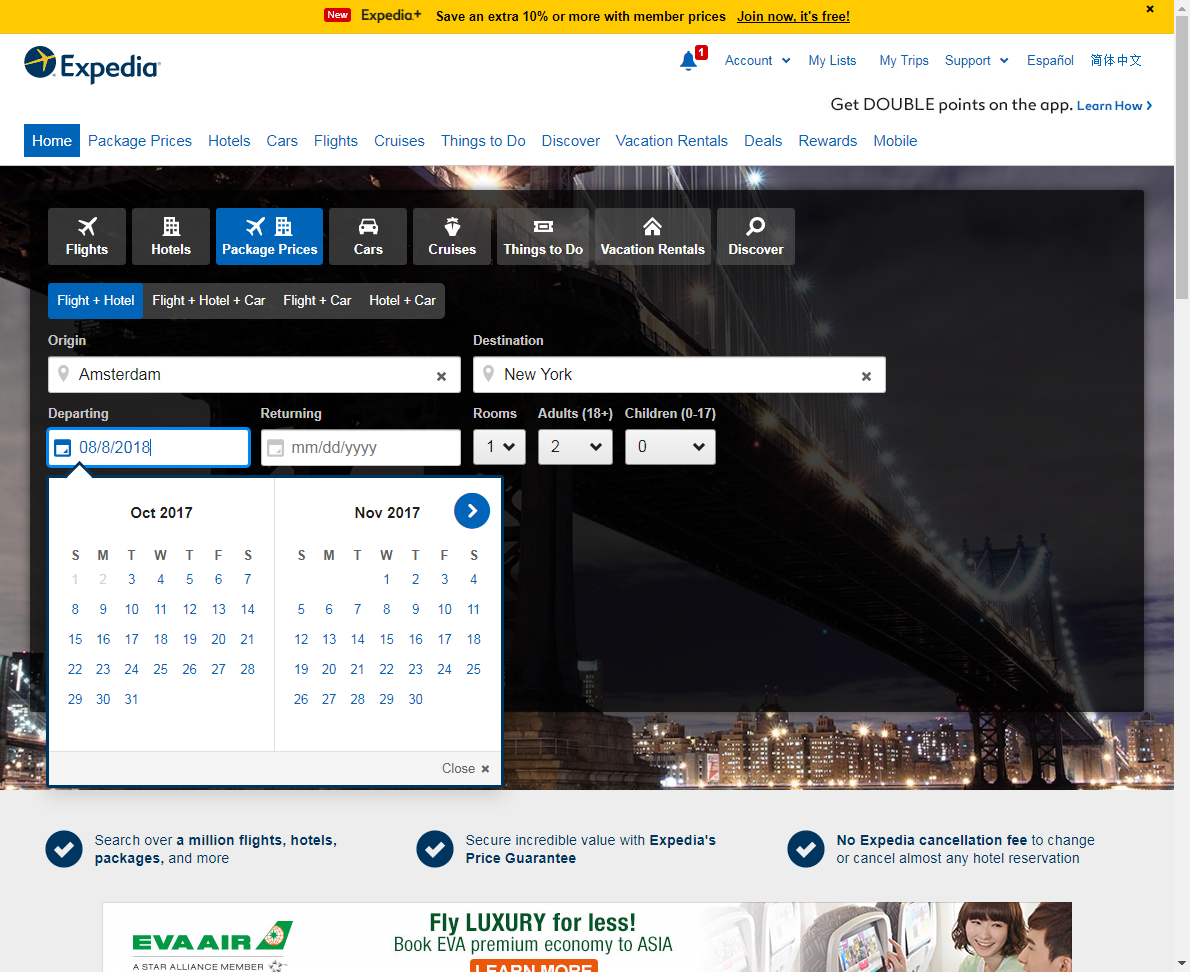 New Expedia+ Save an extra 10% or more with member prices Join now, it's free!
Expedia
1 Account My Lists My Trips Support Español 简体中文
Get DOUBLE points on the app. Learn How
Home Package Prices Hotels Cars Flights Cruises Things to Do Discover Vacation Rentals Deals Rewards Mobile
Flights Hotels Package Prices Cars Cruises Things to Do Vacation Rentals Discover
Flight + Hotel Flight + Hotel + Car Flight + Car Hotel + Car
Origin Destination
Amsterdam × New York ×
Departing Returning Rooms Adults (18+) Children (0-17)
08/8/2018 mm/dd/yyyy 1 2 0
Oct 2017 Nov 2017
S M T W T F S S M T W T F S
1 2 3 4 5 6 7 1 2 3 4
8 9 10 11 12 13 14 5 6 7 8 9 10 11
15 16 17 18 19 20 21 12 13 14 15 16 17 18
22 23 24 25 26 27 28 19 20 21 22 23 24 25
29 30 31 26 27 28 29 30
Close ×
Search over a million flights, hotels,
packages, and more
Secure incredible value with Expedia's
Price Guarantee
No Expedia cancellation fee to change
or cancel almost any hotel reservation
EVA AIR
A STAR ALLIANCE MEMBER
Fly LUXURY for less!
Book EVA premium economy to ASIA
LEARN MORE